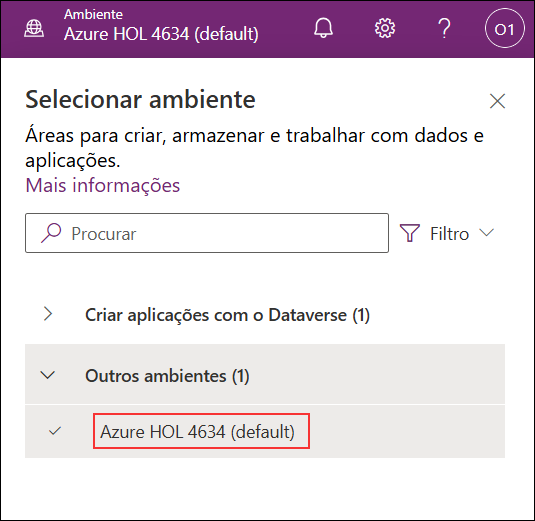 Ambiente
Azure HOL 4634 (default)
?
O1
Selecionar ambiente
Áreas para criar, armazenar e trabalhar com dados e
aplicações.
Mais informações
Procurar
Filtro
Criar aplicações com o Dataverse (1)
Outros ambientes (1)
Azure HOL 4634 (default)